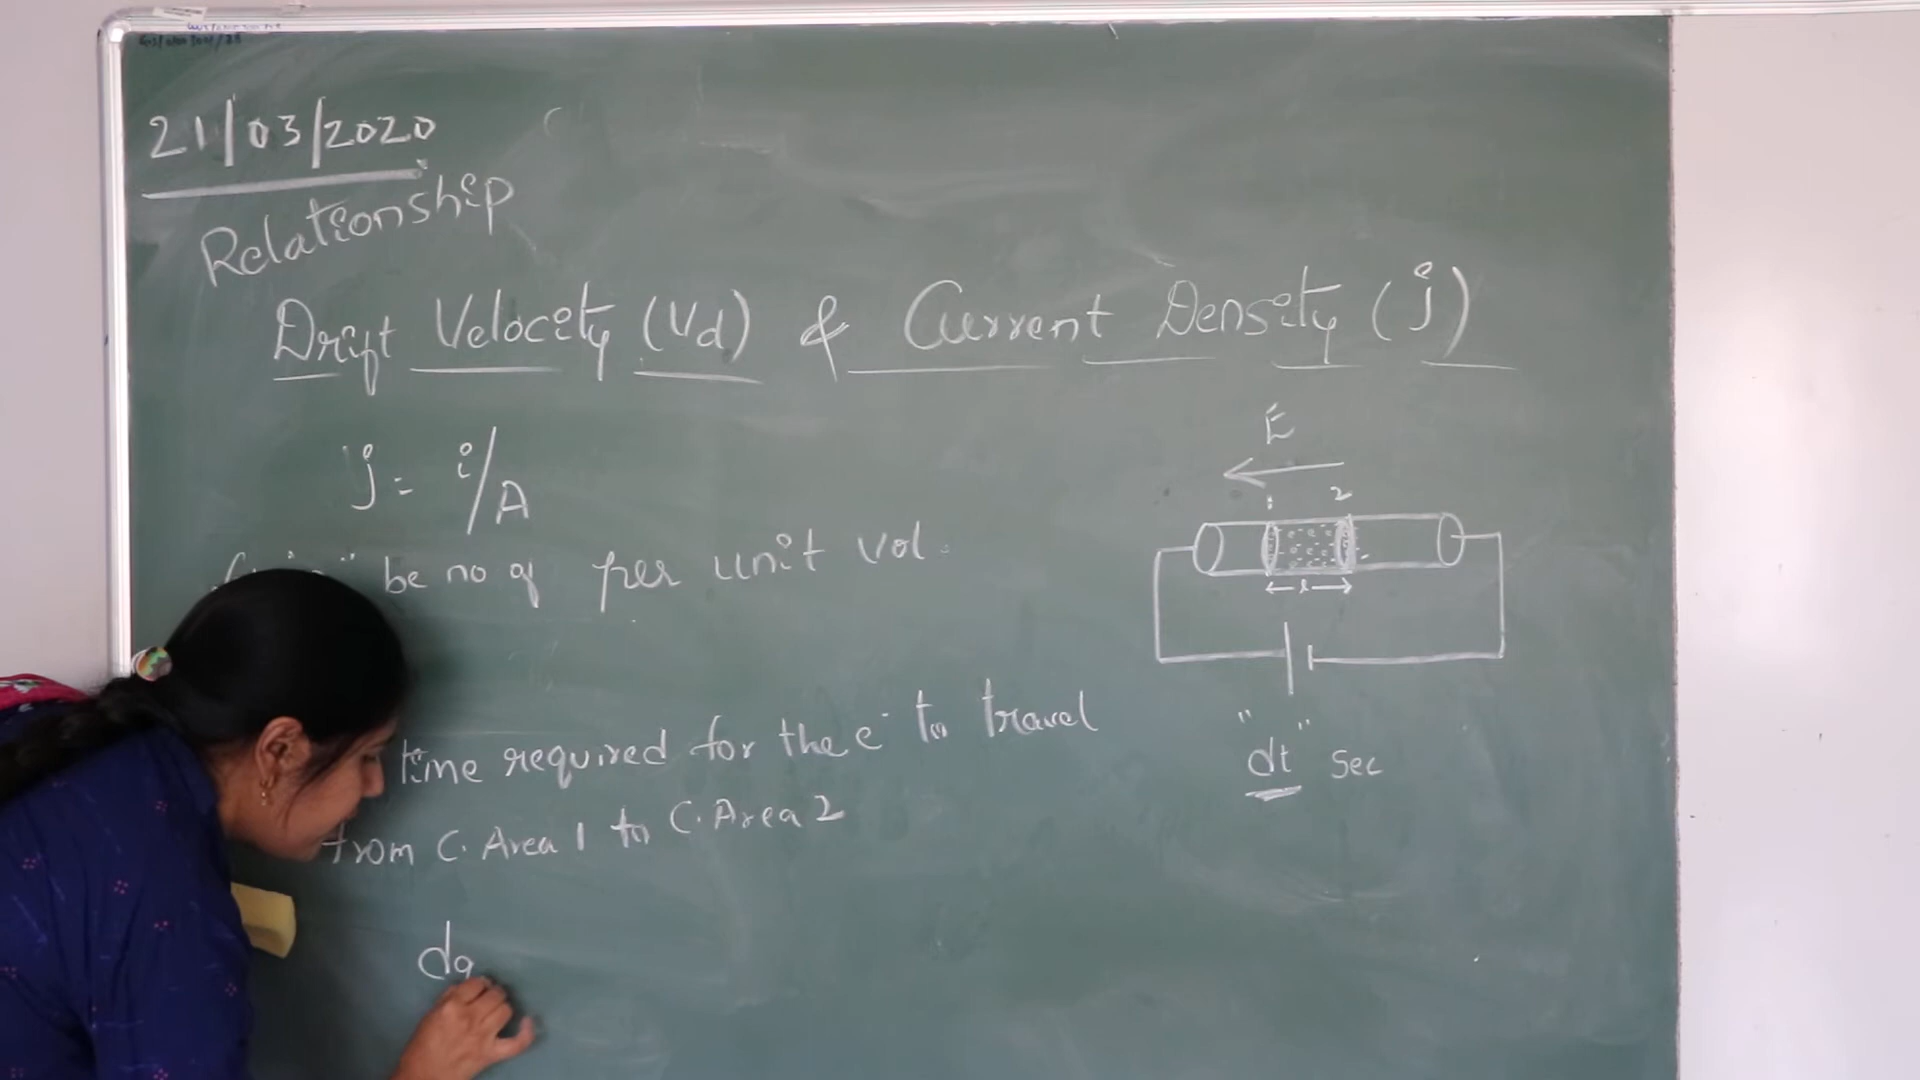 21/03/2020
Relationship
Drift Velocity (Vd) & Current Density (j)
j = i/A
be no of per unit vol.
time required for the e⁻ to travel
from C. Area 1 to C. Area 2
dq
E
1 2
l
"dt" Sec